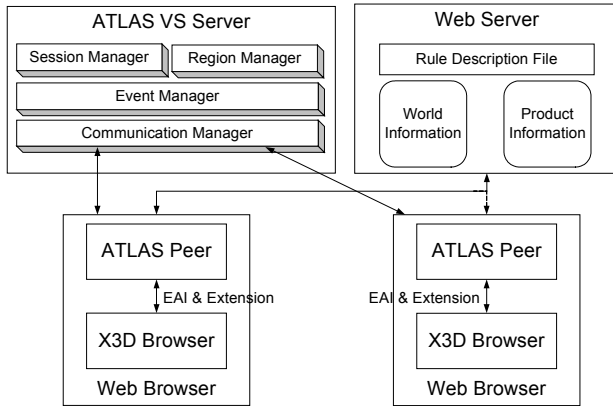 ATLAS VS Server
Session Manager
Region Manager
Event Manager
Communication Manager
Web Server
Rule Description File
World
Information
Product
Information
ATLAS Peer
EAI & Extension
X3D Browser
Web Browser
ATLAS Peer
EAI & Extension
X3D Browser
Web Browser